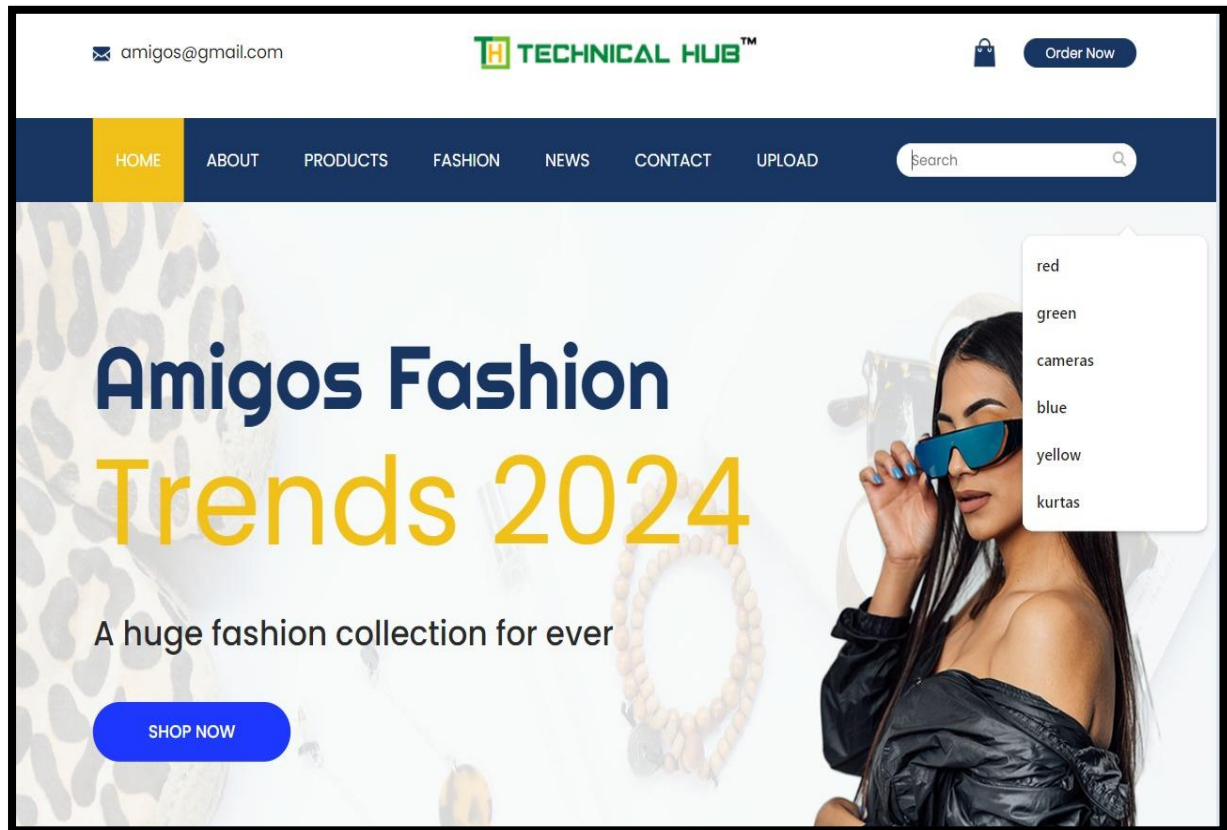 amigos@gmail.com
TH TECHNICAL HUB™
Order Now
HOME ABOUT PRODUCTS FASHION NEWS CONTACT UPLOAD
Search
red
green
cameras
blue
yellow
kurtas
Amigos Fashion
Trends 2024
A huge fashion collection for ever
SHOP NOW